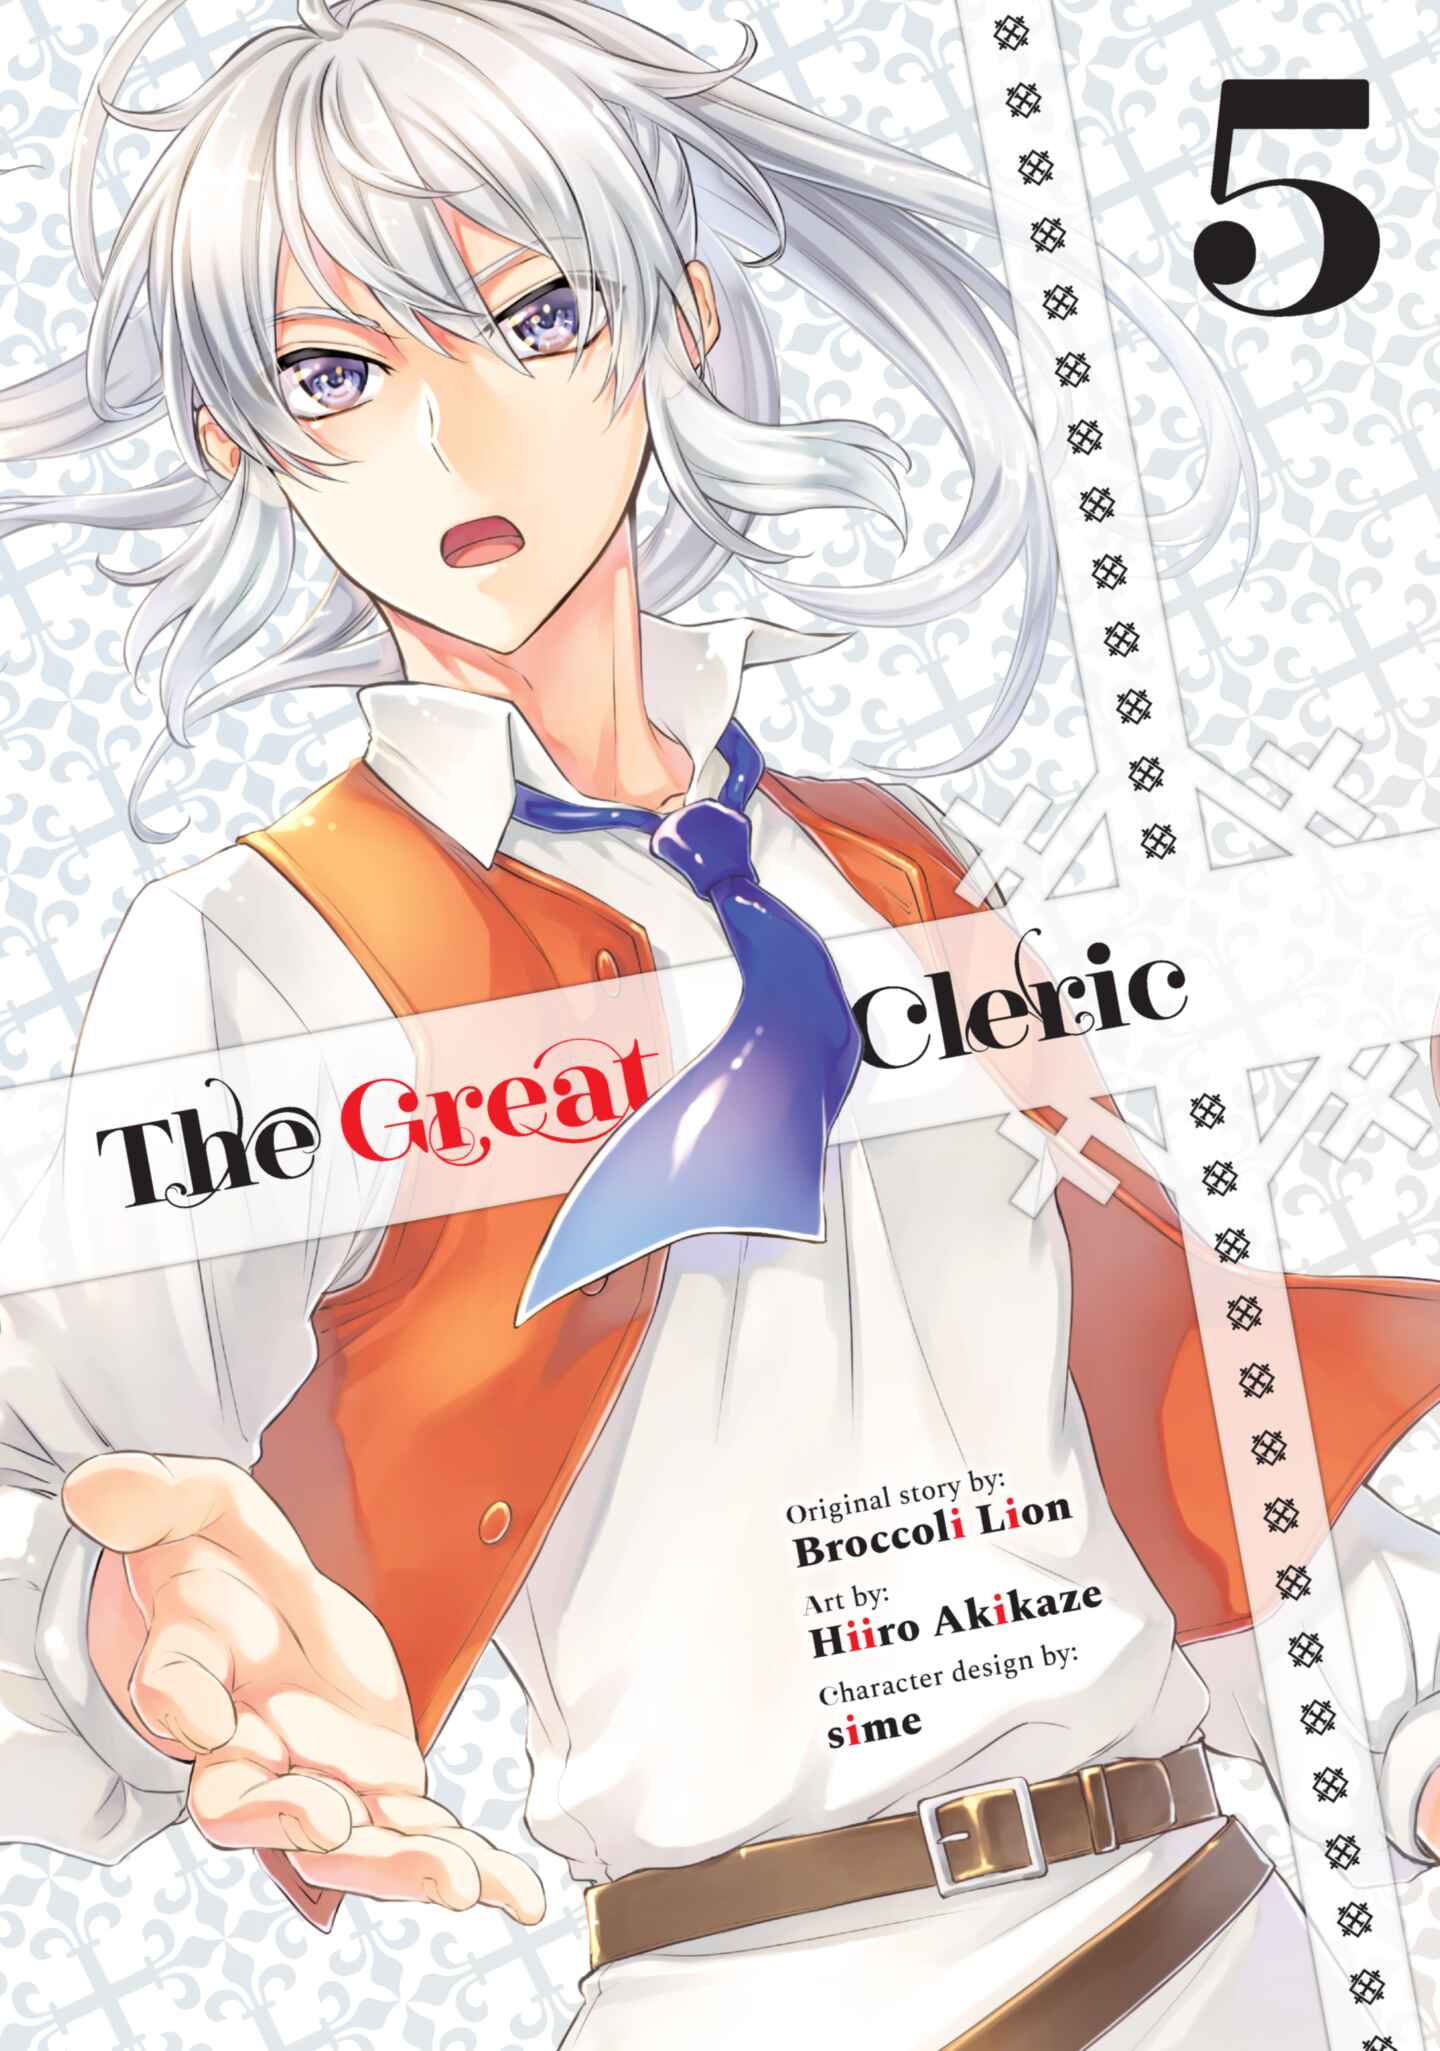 5
The Great Cleric
Original story by:
Broccoli Lion
Art by:
Hiiro Akikaze
Character design by:
sime